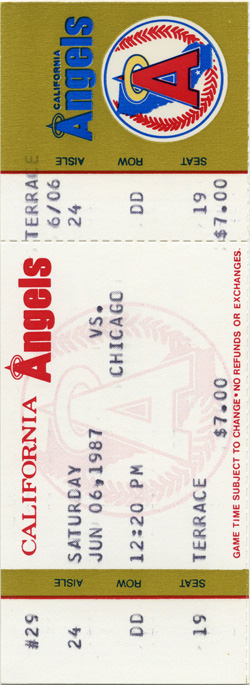 CALIFORNIA
Angels
A
TERRACE
6/06
AISLE ROW SEAT
24 DD 19
$7.00
CALIFORNIA Angels
A
VS.
CHICAGO
SATURDAY
JUN 06,1987
12:20 PM
TERRACE
$7.00
GAME TIME SUBJECT TO CHANGE • NO REFUNDS OR EXCHANGES.
#29
AISLE ROW SEAT
24 DD 19